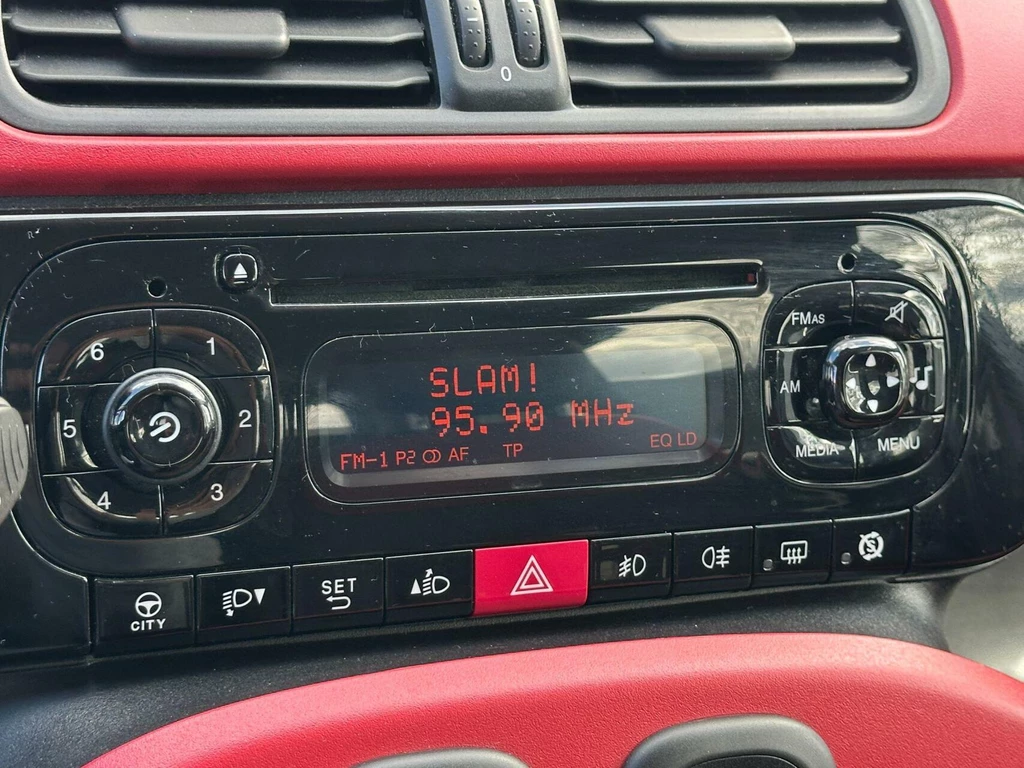 0
6
1
5
2
4
3
SLAM!
95.90 MHz
FM-1 P2 AF TP EQ LD
FMAS
AM
MEDIA
MENU
CITY
SET